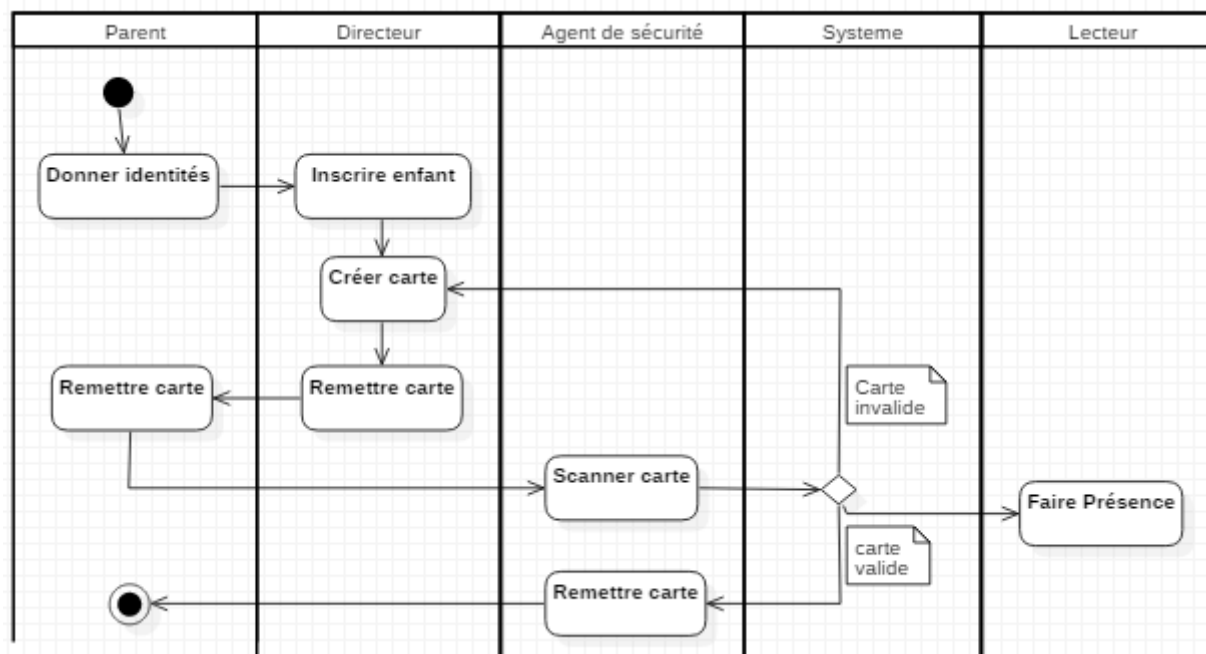 Parent
Directeur
Agent de sécurité
Systeme
Lecteur
Donner identités
Inscrire enfant
Créer carte
Remettre carte
Remettre carte
Carte
invalide
Scanner carte
Faire Présence
carte
valide
Remettre carte